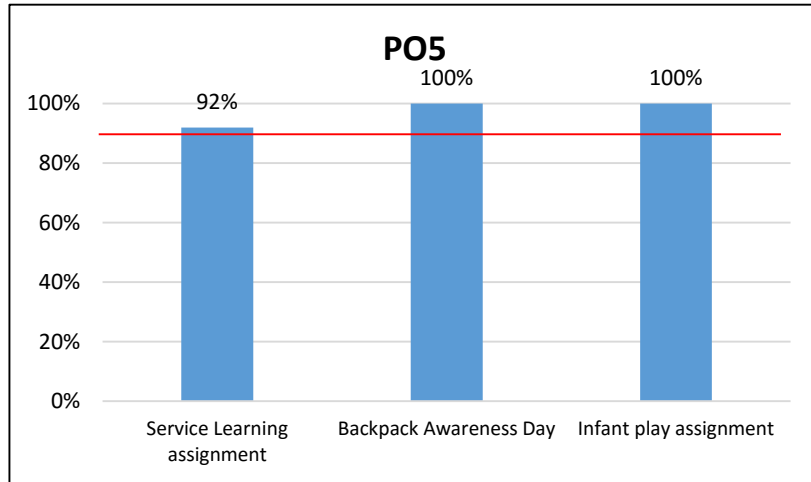 PO5
92%
100%
100%
100%
80%
60%
40%
20%
0%
Service Learning
assignment
Backpack Awareness Day
Infant play assignment